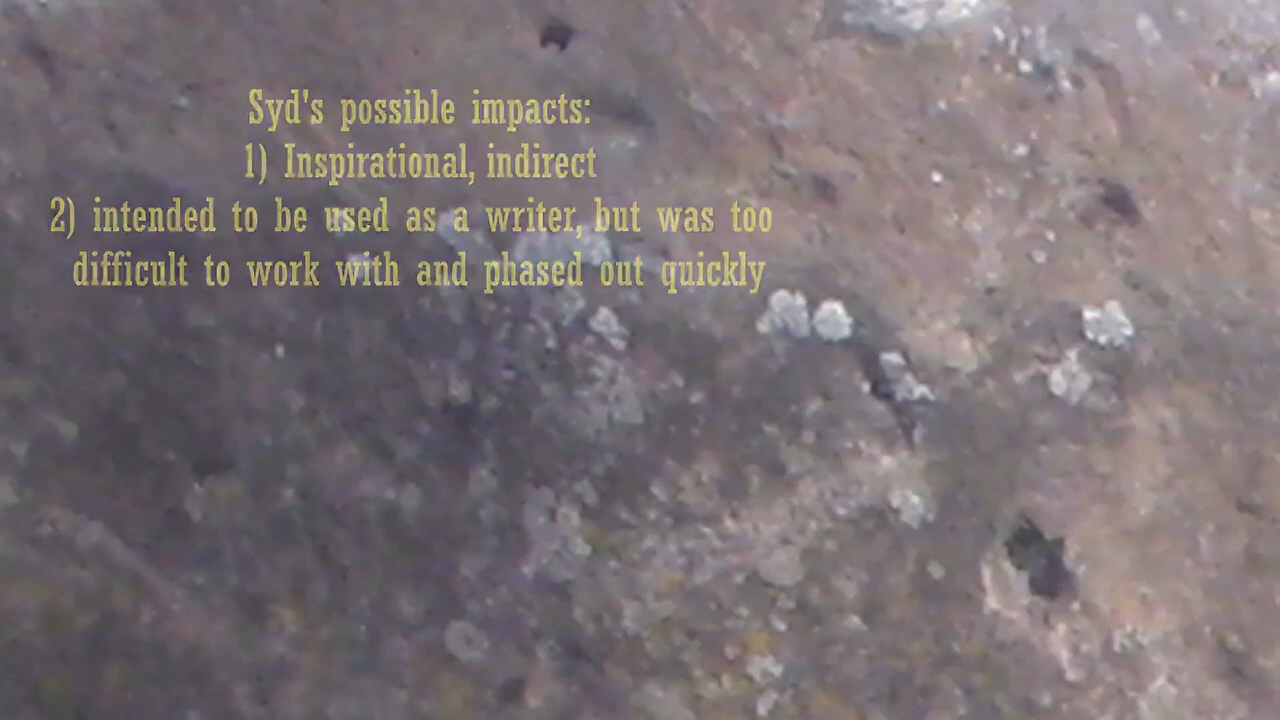 Syd's possible impacts:
1) Inspirational, indirect
2) intended to be used as a writer, but was too
difficult to work with and phased out quickly